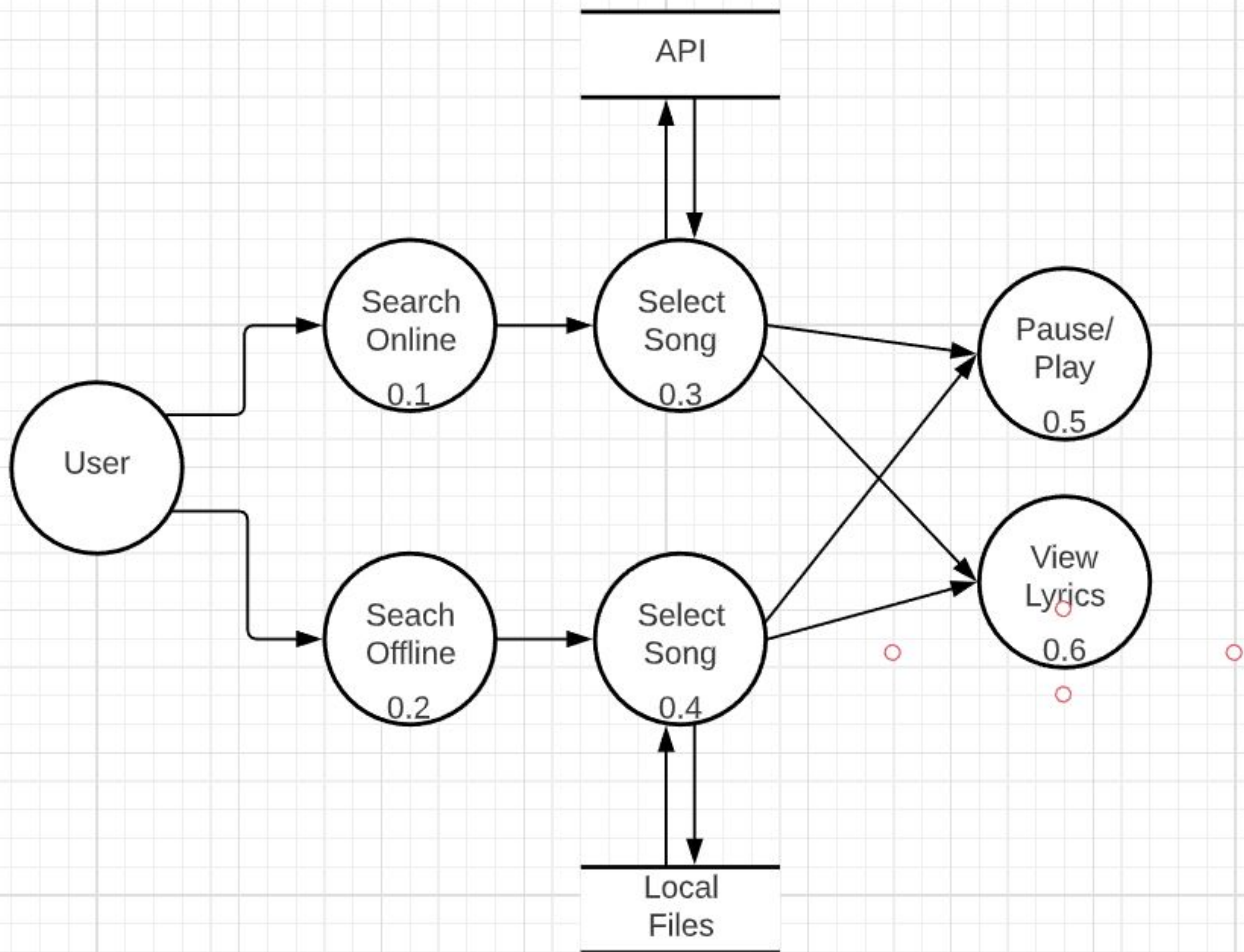 API
Search
Online
0.1
Select
Song
0.3
Pause/
Play
0.5
User
Seach
Offline
0.2
Select
Song
0.4
View
Lyrics
0.6
Local
Files